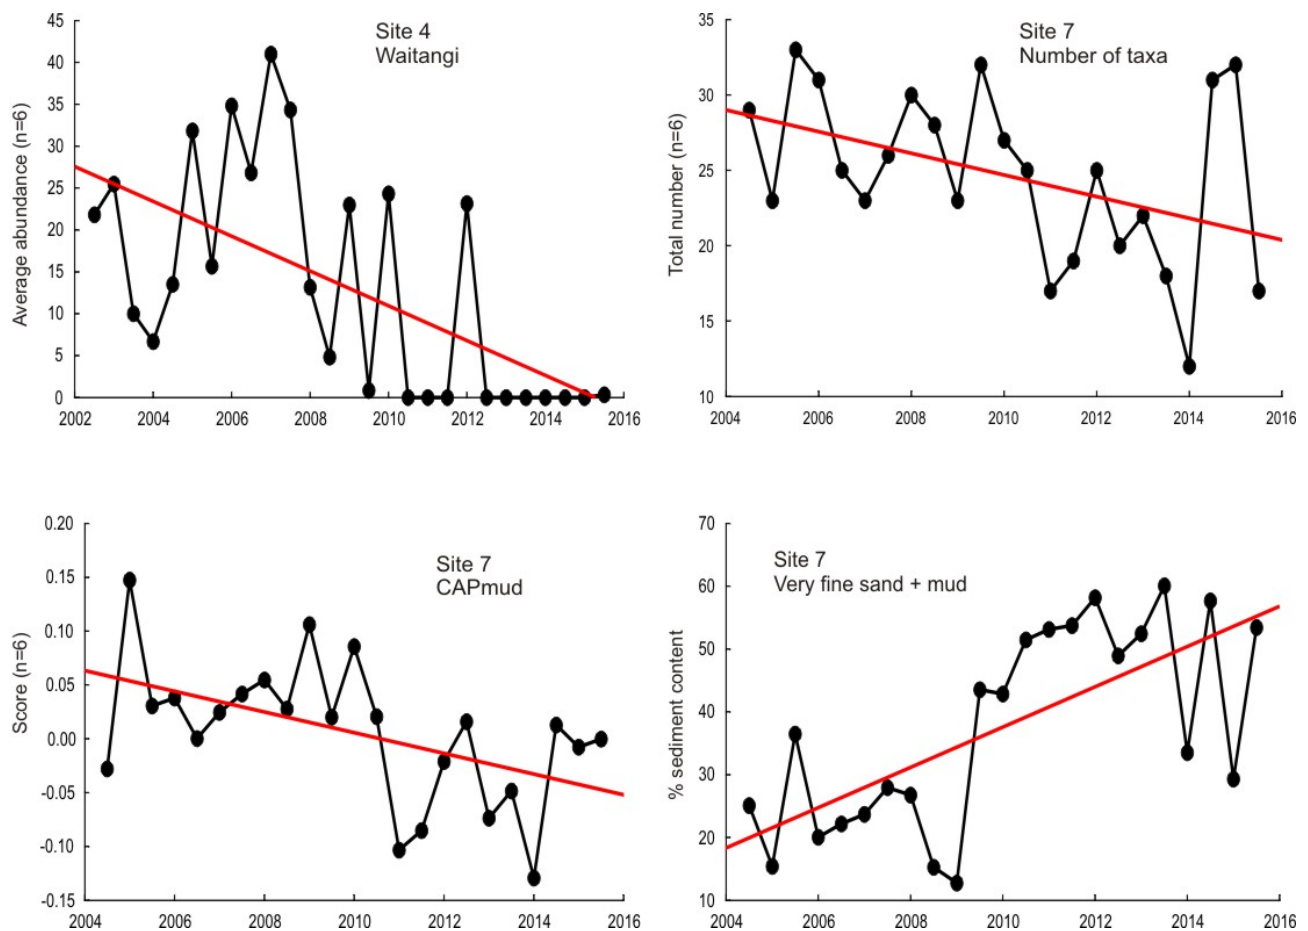 Site 4
Waitangi
Average abundance (n=6)
45
40
35
30
25
20
15
10
5
0
2002 2004 2006 2008 2010 2012 2014 2016
Site 7
Number of taxa
Total number (n=6)
35
30
25
20
15
10
2004 2006 2008 2010 2012 2014 2016
Site 7
CAPmud
Score (n=6)
0.20
0.15
0.10
0.05
0.00
-0.05
-0.10
-0.15
2004 2006 2008 2010 2012 2014 2016
Site 7
Very fine sand + mud
% sediment content
70
60
50
40
30
20
10
2004 2006 2008 2010 2012 2014 2016